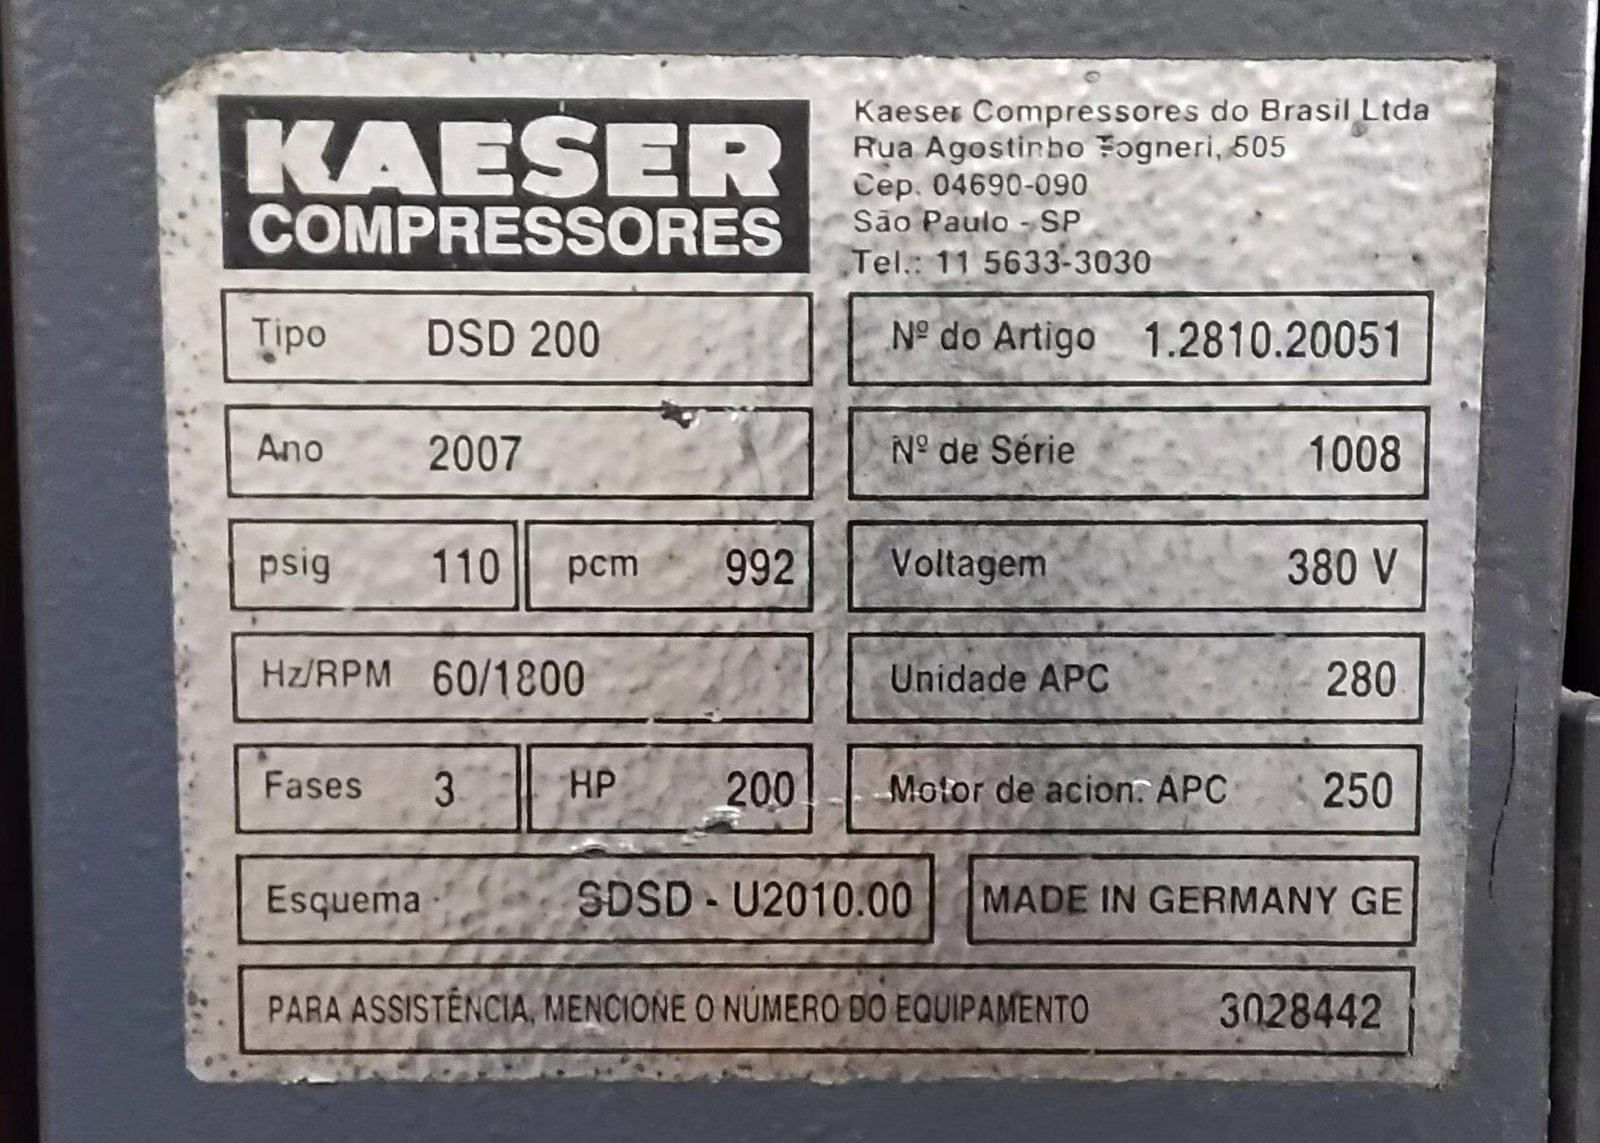 KAESER
COMPRESSORES
Kaeser Compressores do Brasil Ltda
Rua Agostinho Togneri, 505
Cep. 04690-090
São Paulo - SP
Tel.: 11 5633-3030
Tipo DSD 200
Nº do Artigo 1.2810.20051
Ano 2007
Nº de Série 1008
psig 110 pcm 992
Voltagem 380 V
Hz/RPM 60/1800
Unidade APC 280
Fases 3 HP 200
Motor de acion. APC 250
Esquema SDSD - U2010.00
MADE IN GERMANY GE
PARA ASSISTÊNCIA, MENCIONE O NÚMERO DO EQUIPAMENTO 3028442